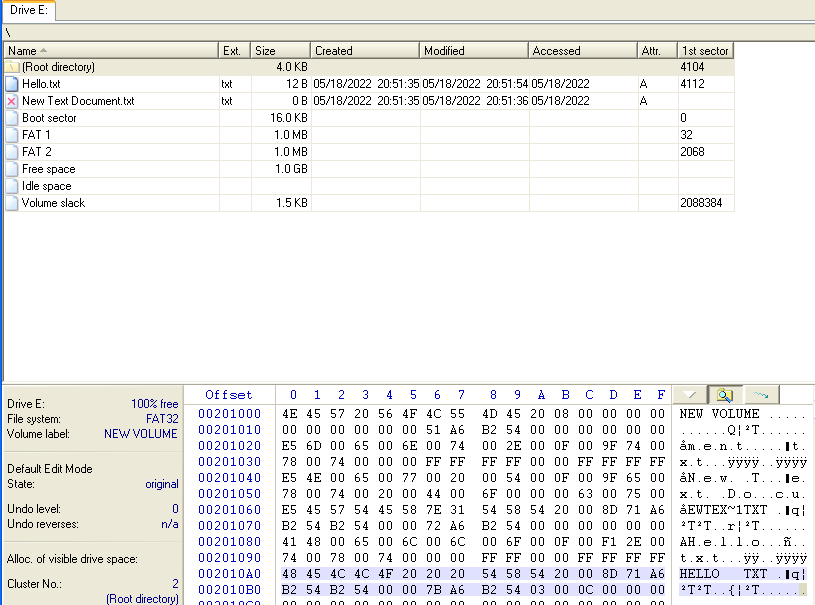 Drive E:
\
Name Ext. Size Created Modified Accessed Attr. 1st sector
(Root directory) 4.0 KB 4104
Hello.txt txt 12 B 05/18/2022 20:51:35 05/18/2022 20:51:54 05/18/2022 A 4112
New Text Document.txt txt 0 B 05/18/2022 20:51:35 05/18/2022 20:51:36 05/18/2022 A
Boot sector 16.0 KB 0
FAT 1 1.0 MB 32
FAT 2 1.0 MB 2068
Free space 1.0 GB
Idle space
Volume slack 1.5 KB 2088384
Drive E: 100% free
File system: FAT32
Volume label: NEW VOLUME
Default Edit Mode
State: original
Undo level: 0
Undo reverses: n/a
Alloc. of visible drive space:
Cluster No.: 2
(Root directory)
Offset 0 1 2 3 4 5 6 7 8 9 A B C D E F
00201000 4E 45 57 20 56 4F 4C 55 4D 45 20 08 00 00 00 00 NEW VOLUME .....
00201010 00 00 00 00 00 00 51 A6 B2 54 00 00 00 00 00 00 ......Q¦²T......
00201020 E5 6D 00 65 00 6E 00 74 00 2E 00 0F 00 9F 74 00 åm.e.n.t.....▮t.
00201030 78 00 74 00 00 00 FF FF FF FF 00 00 FF FF FF FF x.t...ÿÿÿÿ..ÿÿÿÿ
00201040 E5 4E 00 65 00 77 00 20 00 54 00 0F 00 9F 65 00 åN.e.w. .T...▮e.
00201050 78 00 74 00 20 00 44 00 6F 00 00 00 63 00 75 00 x.t. .D.o...c.u.
00201060 E5 45 57 54 45 58 7E 31 54 58 54 20 00 8D 71 A6 åEWTEX~1TXT .▮q¦
00201070 B2 54 B2 54 00 00 72 A6 B2 54 00 00 00 00 00 00 ²T²T..r¦²T......
00201080 41 48 00 65 00 6C 00 6C 00 6F 00 0F 00 F1 2E 00 AH.e.l.l.o...ñ..
00201090 74 00 78 00 74 00 00 00 FF FF 00 00 FF FF FF FF t.x.t...ÿÿ..ÿÿÿÿ
002010A0 48 45 4C 4C 4F 20 20 20 54 58 54 20 00 8D 71 A6 HELLO   TXT .▮q¦
002010B0 B2 54 B2 54 00 00 7B A6 B2 54 03 00 0C 00 00 00 ²T²T..{¦²T......